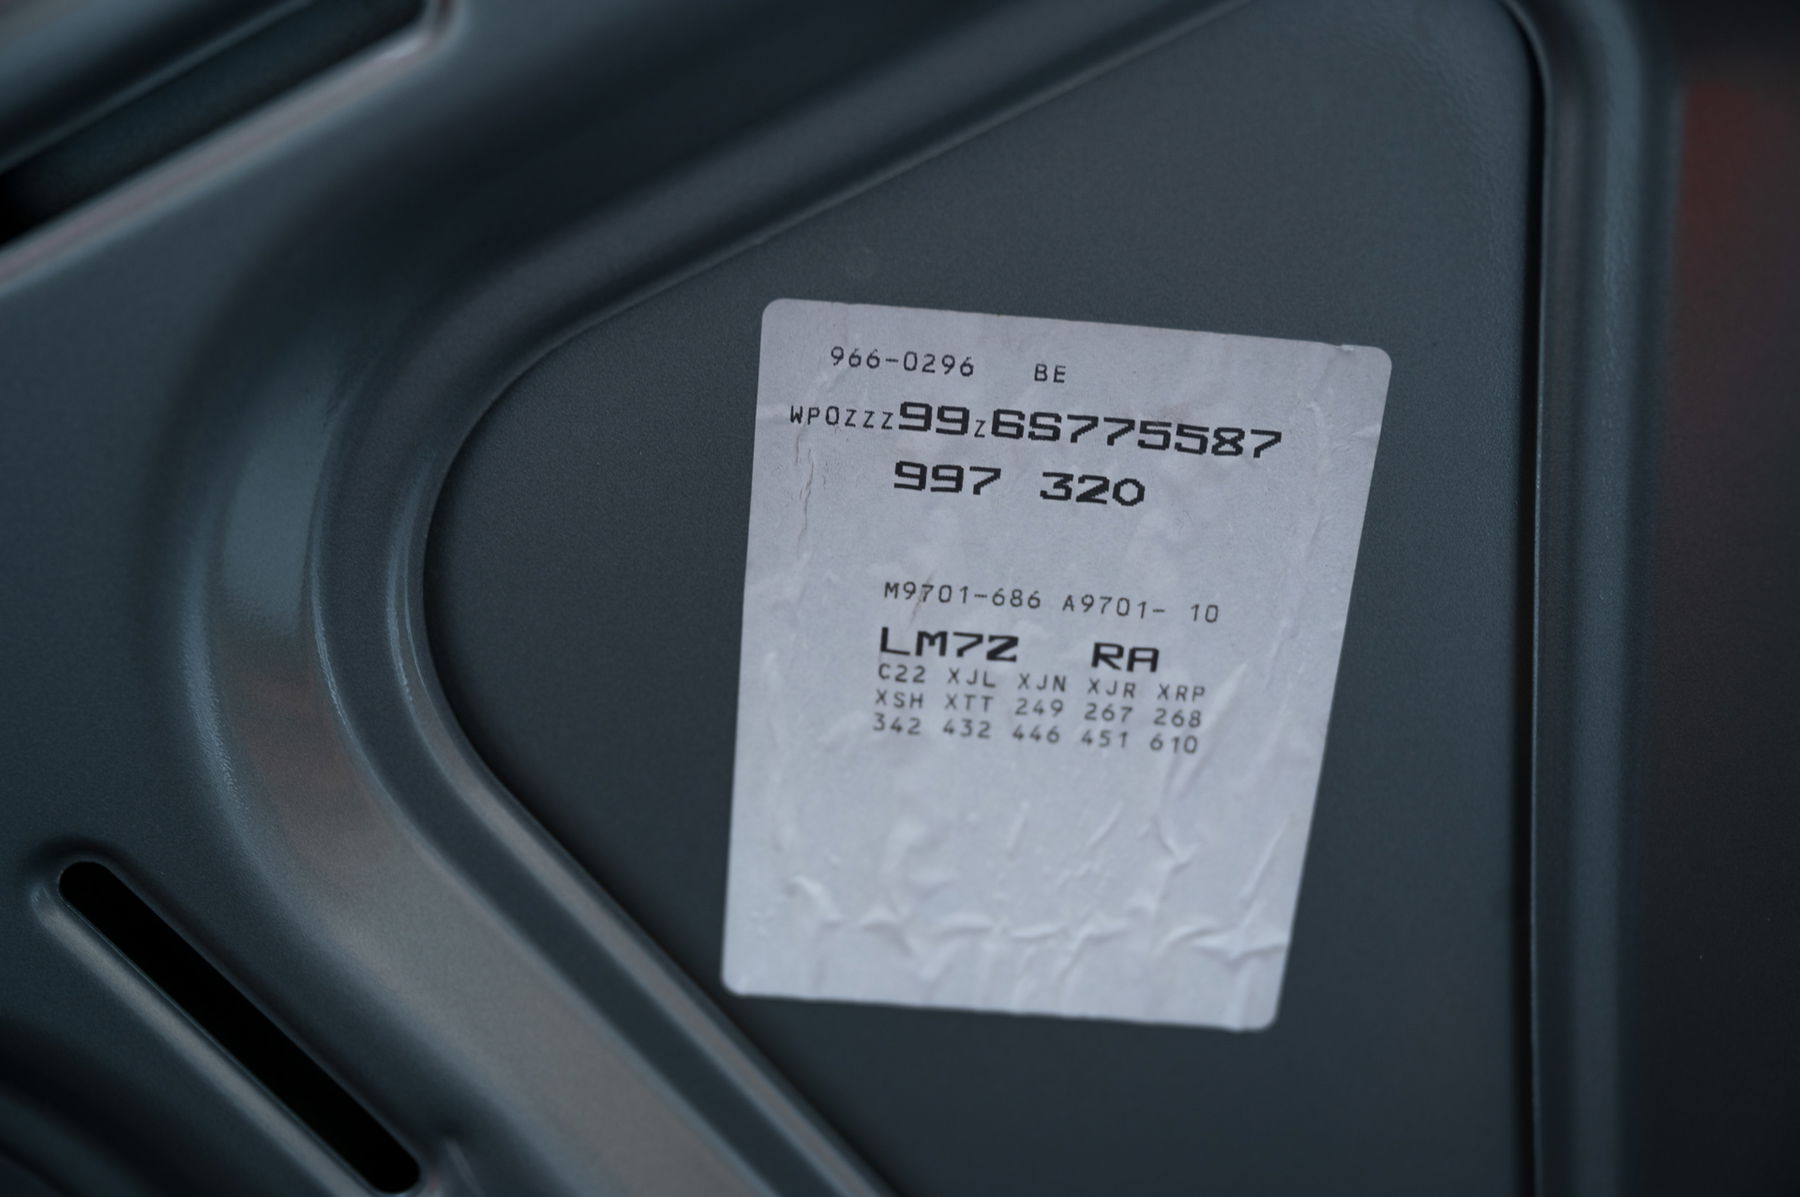 966-0296 BE
WP0ZZZ99Z6S775587
997 320
M9701-686 A9701- 10
LM7Z RA
C22 XJL XJN XJR XRP
XSH XTT 249 267 268
342 432 446 451 610